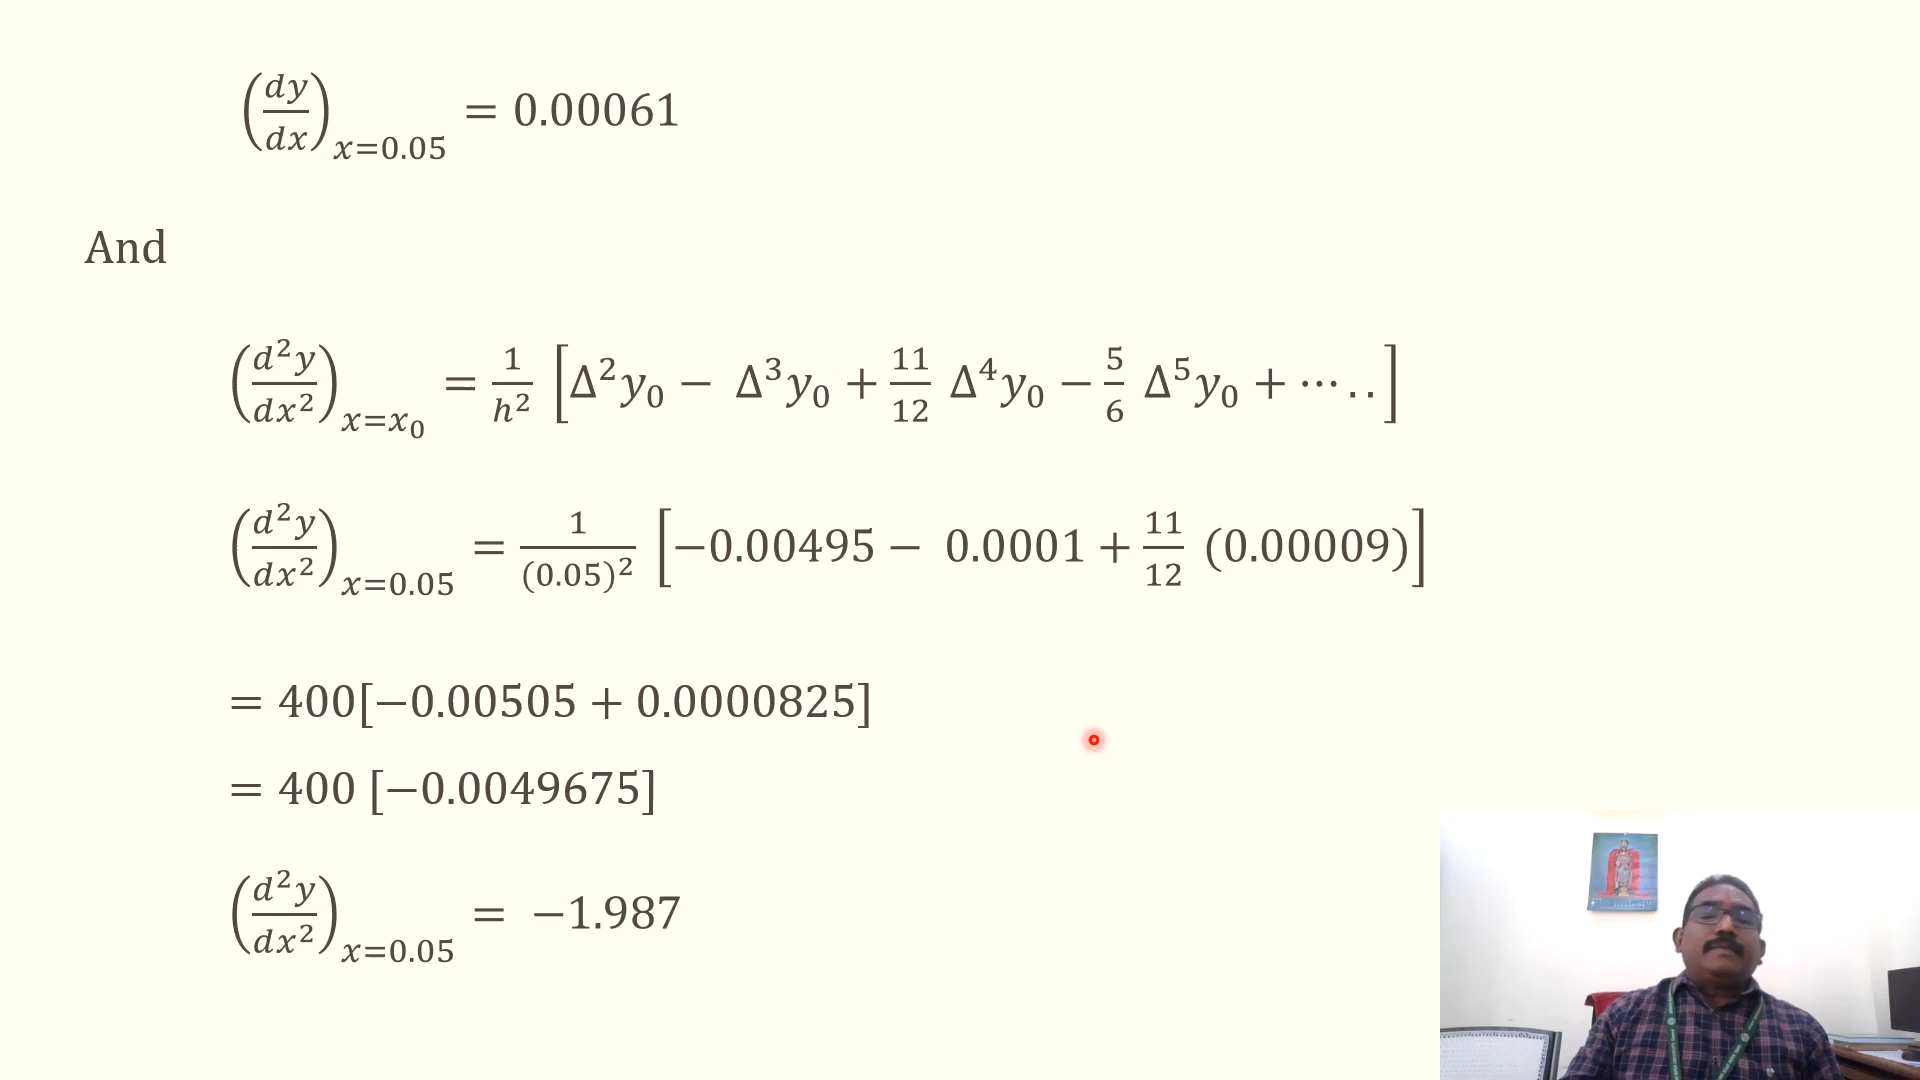 (dy/dx)ₓ₌₀.₀₅ = 0.00061
And
(d²y/dx²)ₓ₌ₓ₀ = 1/h² [Δ²y₀ − Δ³y₀ + 11/12 Δ⁴y₀ − 5/6 Δ⁵y₀ + ⋯ ..]
(d²y/dx²)ₓ₌₀.₀₅ = 1/(0.05)² [−0.00495 − 0.0001 + 11/12 (0.00009)]
= 400[−0.00505 + 0.0000825]
= 400 [−0.0049675]
(d²y/dx²)ₓ₌₀.₀₅ = −1.987